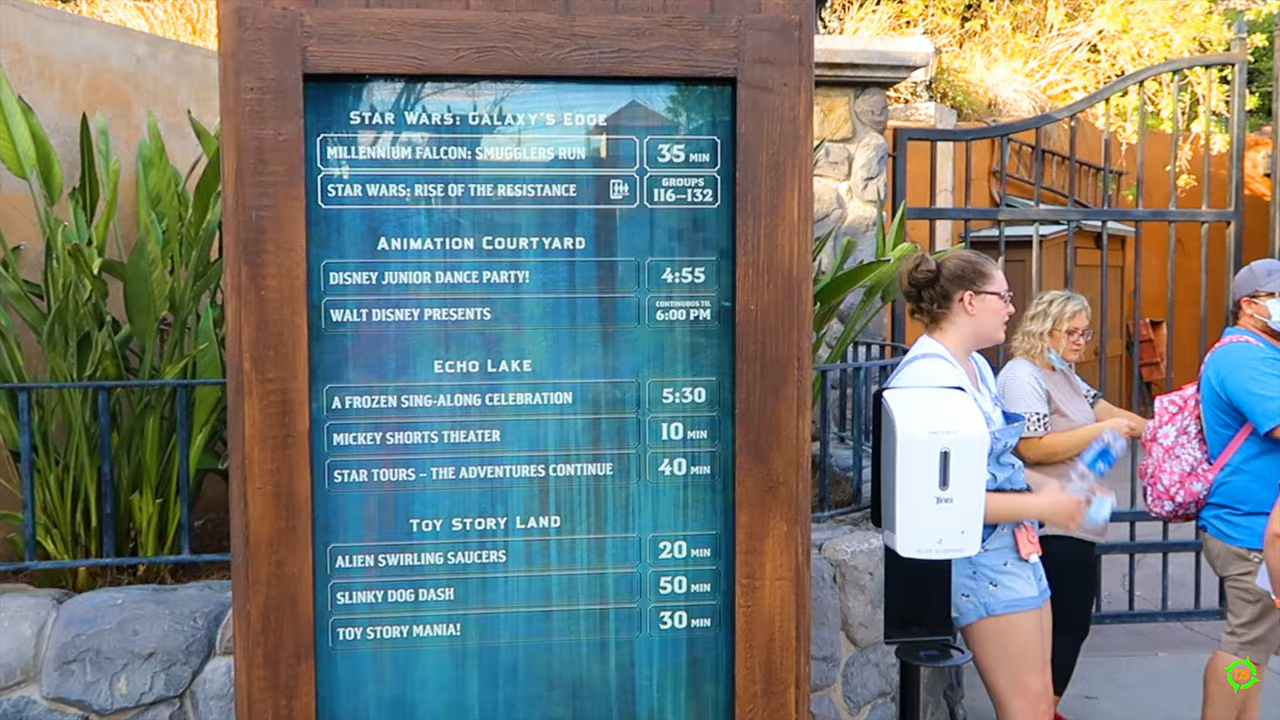 STAR WARS: GALAXY'S EDGE
MILLENNIUM FALCON: SMUGGLERS RUN 35 MIN
STAR WARS: RISE OF THE RESISTANCE GROUPS 116–132
ANIMATION COURTYARD
DISNEY JUNIOR DANCE PARTY! 4:55
WALT DISNEY PRESENTS CONTINUOUS TIL 6:00 PM
ECHO LAKE
A FROZEN SING-ALONG CELEBRATION 5:30
MICKEY SHORTS THEATER 10 MIN
STAR TOURS – THE ADVENTURES CONTINUE 40 MIN
TOY STORY LAND
ALIEN SWIRLING SAUCERS 20 MIN
SLINKY DOG DASH 50 MIN
TOY STORY MANIA! 30 MIN